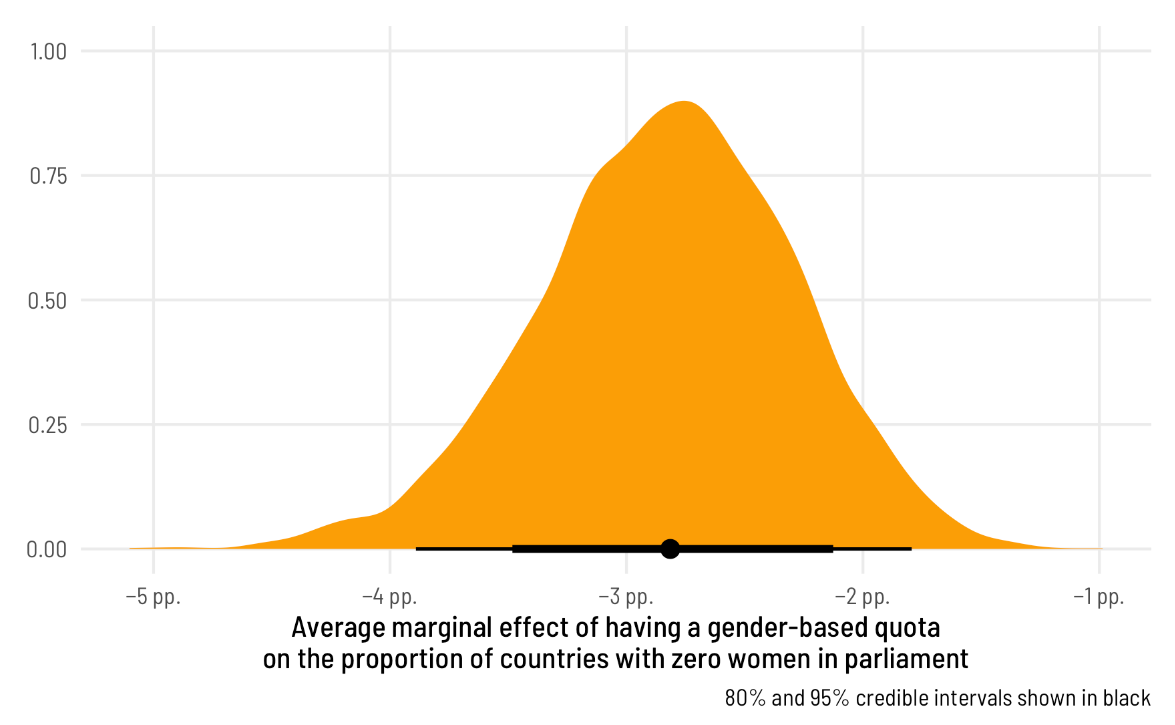 1.00
0.75
0.50
0.25
0.00
−5 pp.
−4 pp.
−3 pp.
−2 pp.
−1 pp.
Average marginal effect of having a gender-based quota
on the proportion of countries with zero women in parliament
80% and 95% credible intervals shown in black